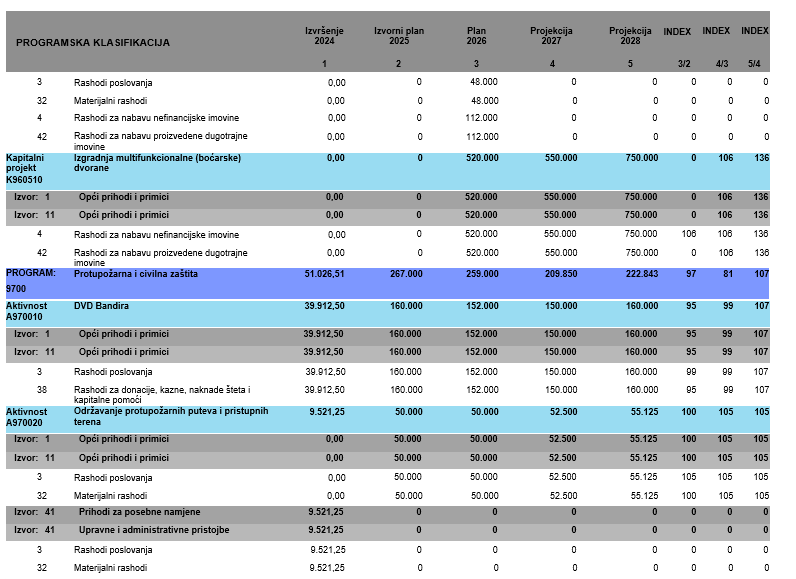 PROGRAMSKA KLASIFIKACIJA Izvršenje 2024 Izvorni plan 2025 Plan 2026 Projekcija 2027 Projekcija 2028 INDEX INDEX INDEX
1 2 3 4 5 3/2 4/3 5/4
3 Rashodi poslovanja 0,00 0 48.000 0 0 0 0 0
32 Materijalni rashodi 0,00 0 48.000 0 0 0 0 0
4 Rashodi za nabavu nefinancijske imovine 0,00 0 112.000 0 0 0 0 0
42 Rashodi za nabavu proizvedene dugotrajne imovine 0,00 0 112.000 0 0 0 0 0
Kapitalni projekt K960510 Izgradnja multifunkcionalne (boćarske) dvorane 0,00 0 520.000 550.000 750.000 0 106 136
Izvor: 1 Opći prihodi i primici 0,00 0 520.000 550.000 750.000 0 106 136
Izvor: 11 Opći prihodi i primici 0,00 0 520.000 550.000 750.000 0 106 136
4 Rashodi za nabavu nefinancijske imovine 0,00 0 520.000 550.000 750.000 106 106 136
42 Rashodi za nabavu proizvedene dugotrajne imovine 0,00 0 520.000 550.000 750.000 0 106 136
PROGRAM: 9700 Protupožarna i civilna zaštita 51.026,51 267.000 259.000 209.850 222.843 97 81 107
Aktivnost A970010 DVD Bandira 39.912,50 160.000 152.000 150.000 160.000 95 99 107
Izvor: 1 Opći prihodi i primici 39.912,50 160.000 152.000 150.000 160.000 95 99 107
Izvor: 11 Opći prihodi i primici 39.912,50 160.000 152.000 150.000 160.000 95 99 107
3 Rashodi poslovanja 39.912,50 160.000 152.000 150.000 160.000 99 99 107
38 Rashodi za donacije, kazne, naknade šteta i kapitalne pomoći 39.912,50 160.000 152.000 150.000 160.000 95 99 107
Aktivnost A970020 Održavanje protupožarnih puteva i pristupnih terena 9.521,25 50.000 50.000 52.500 55.125 100 105 105
Izvor: 1 Opći prihodi i primici 0,00 50.000 50.000 52.500 55.125 100 105 105
Izvor: 11 Opći prihodi i primici 0,00 50.000 50.000 52.500 55.125 100 105 105
3 Rashodi poslovanja 0,00 50.000 50.000 52.500 55.125 105 105 105
32 Materijalni rashodi 0,00 50.000 50.000 52.500 55.125 100 105 105
Izvor: 41 Prihodi za posebne namjene 9.521,25 0 0 0 0 0 0 0
Izvor: 41 Upravne i administrativne pristojbe 9.521,25 0 0 0 0 0 0 0
3 Rashodi poslovanja 9.521,25 0 0 0 0 0 0 0
32 Materijalni rashodi 9.521,25 0 0 0 0 0 0 0